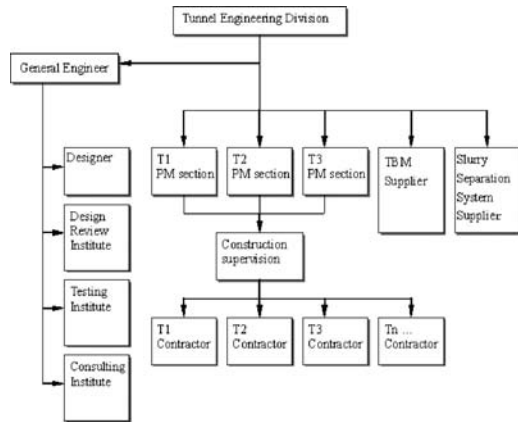 Tunnel Engineering Division
General Engineer
Designer
Design
Review
Institute
Testing
Institute
Consulting
Institute
T1
PM section
T2
PM section
T3
PM section
TBM
Supplier
Slurry
Separation
System
Supplier
Construction
supervision
T1
Contractor
T2
Contractor
T3
Contractor
Tn ...
Contractor